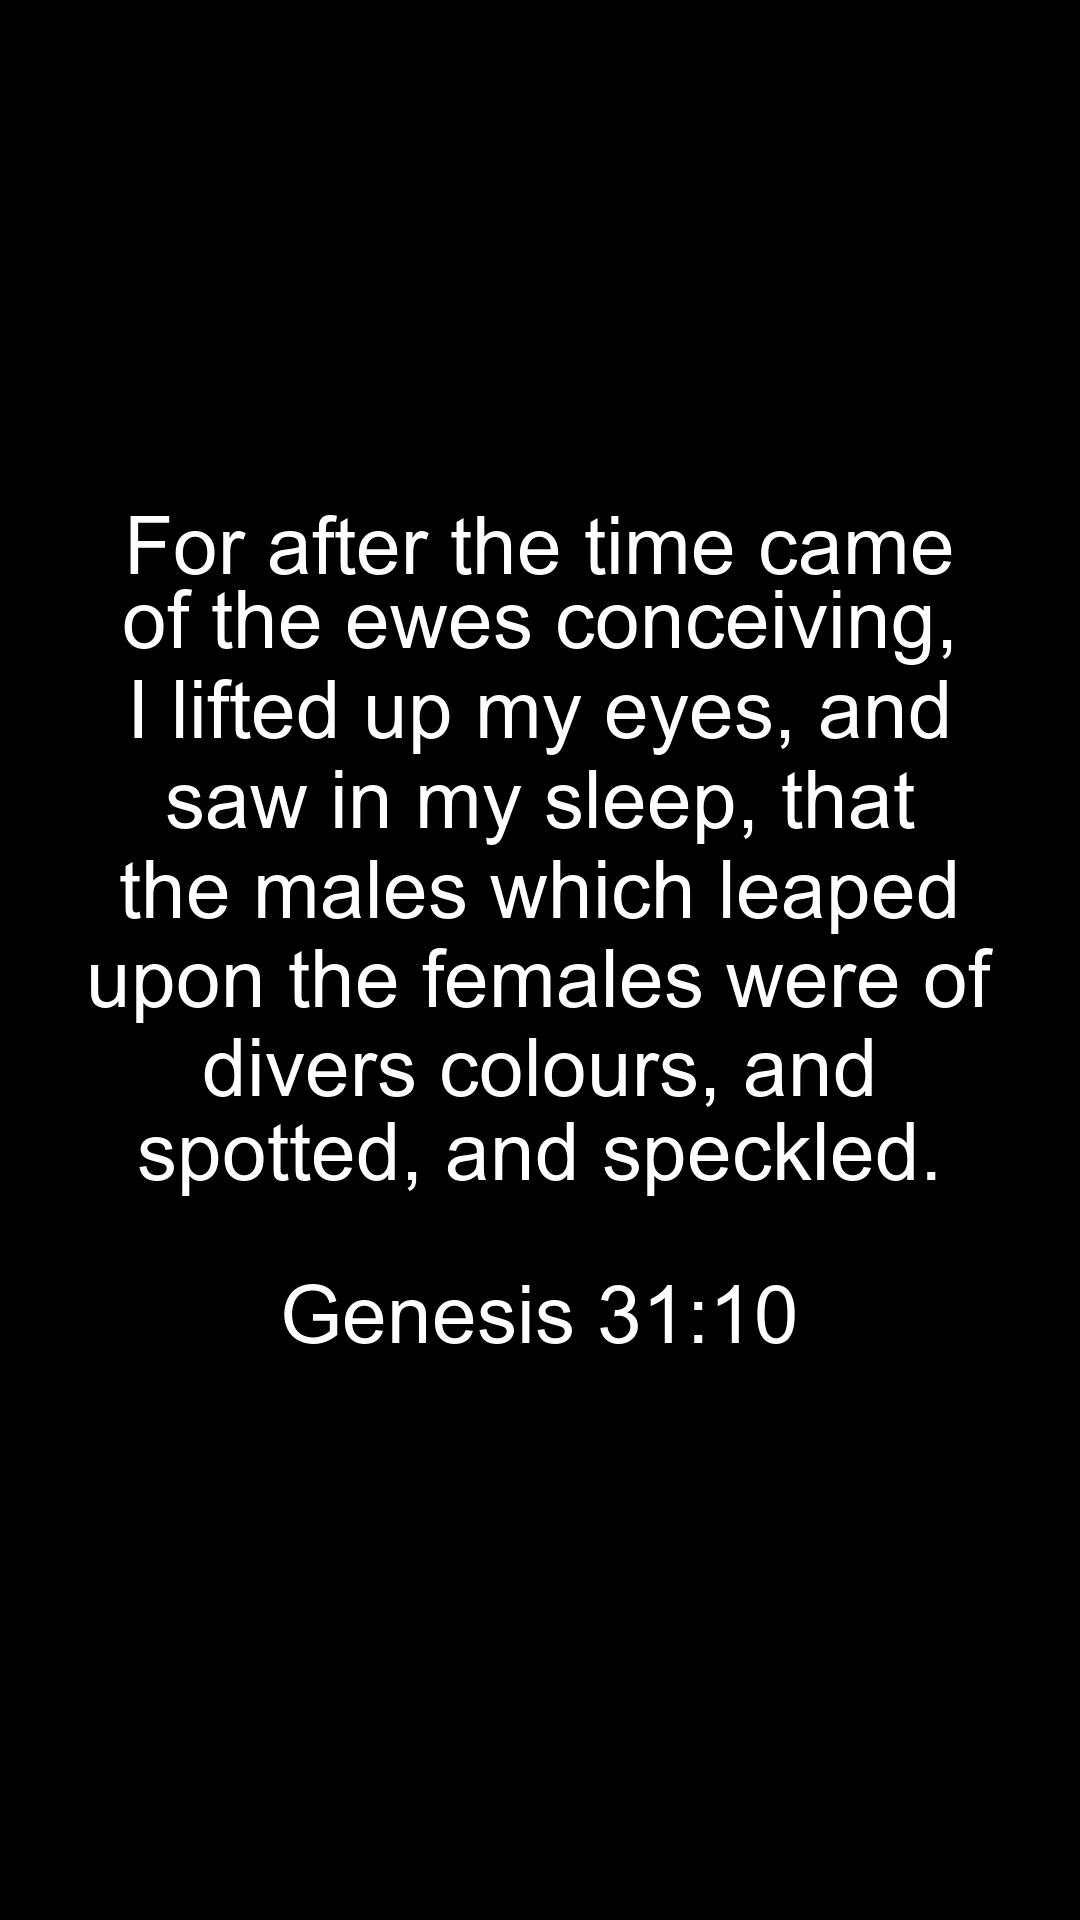 For after the time came
of the ewes conceiving,
I lifted up my eyes, and
saw in my sleep, that
the males which leaped
upon the females were of
divers colours, and
spotted, and speckled.
Genesis 31:10